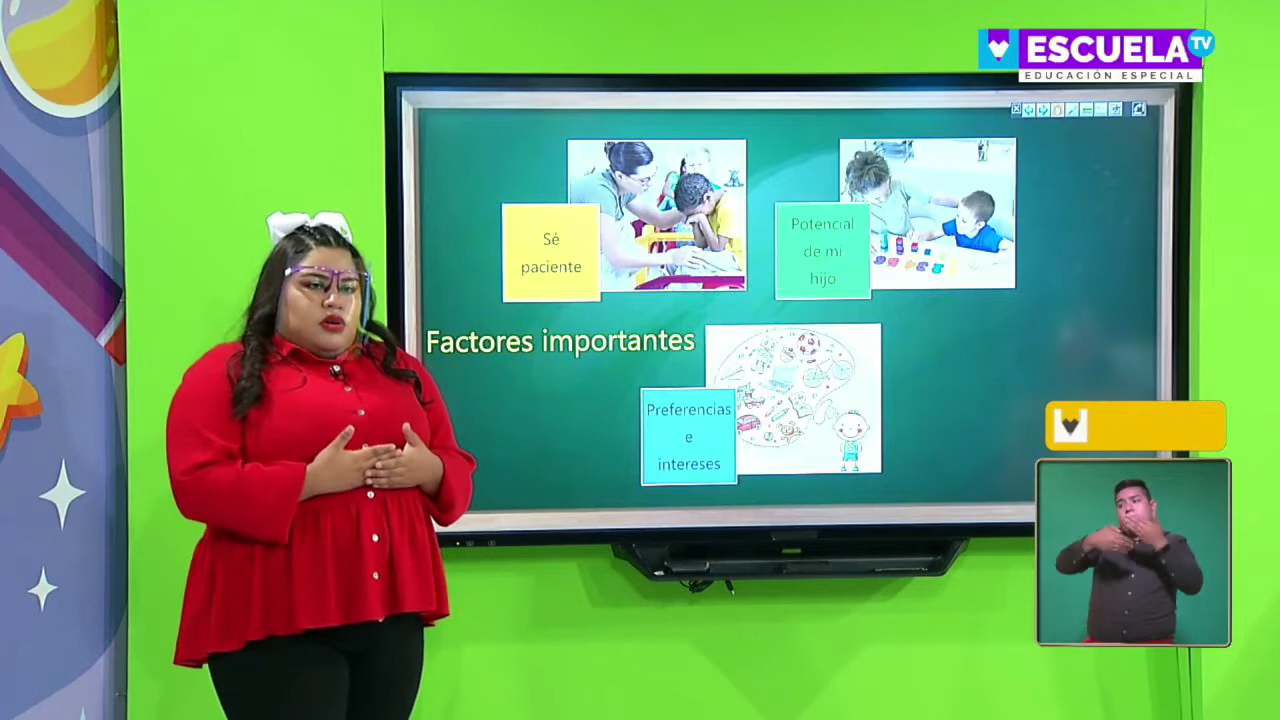 ESCUELA TV
EDUCACIÓN ESPECIAL
Sé
paciente
Potencial
de mi
hijo
Factores importantes
Preferencias
e
intereses